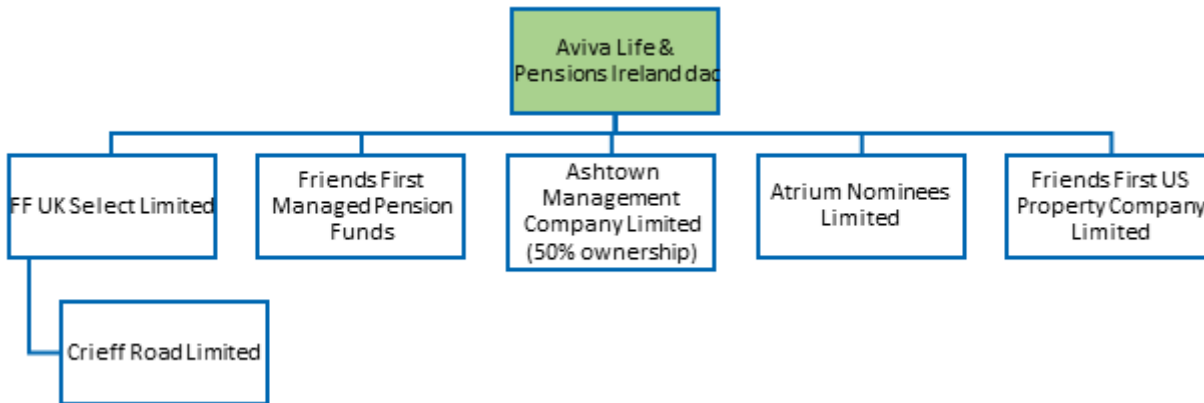 Aviva Life &
Pensions Ireland dac
FF UK Select Limited
Friends First
Managed Pension
Funds
Ashtown
Management
Company Limited
(50% ownership)
Atrium Nominees
Limited
Friends First US
Property Company
Limited
Crieff Road Limited